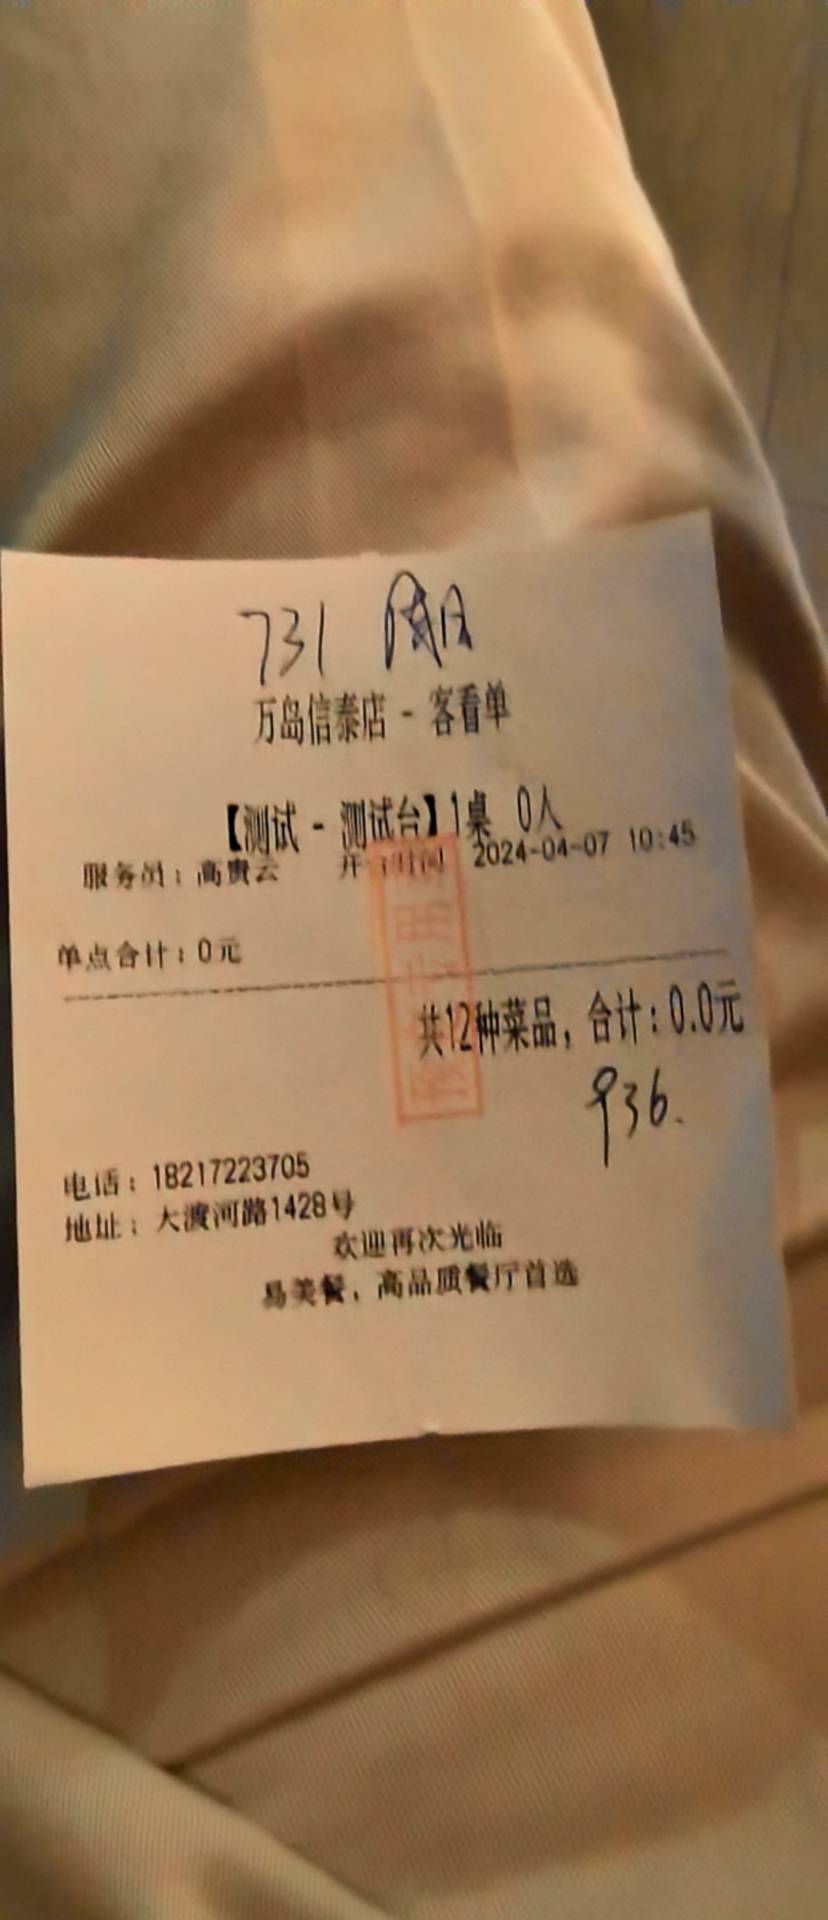 731
万岛信泰店 - 客看单
【测试 - 测试台】1桌 0人
服务员：高贵云 开台时间 2024-04-07 10:45
单点合计：0元
共12种菜品，合计：0.0元
936.
电话：18217223705
地址：大渡河路1428号
欢迎再次光临
易美餐，高品质餐厅首选